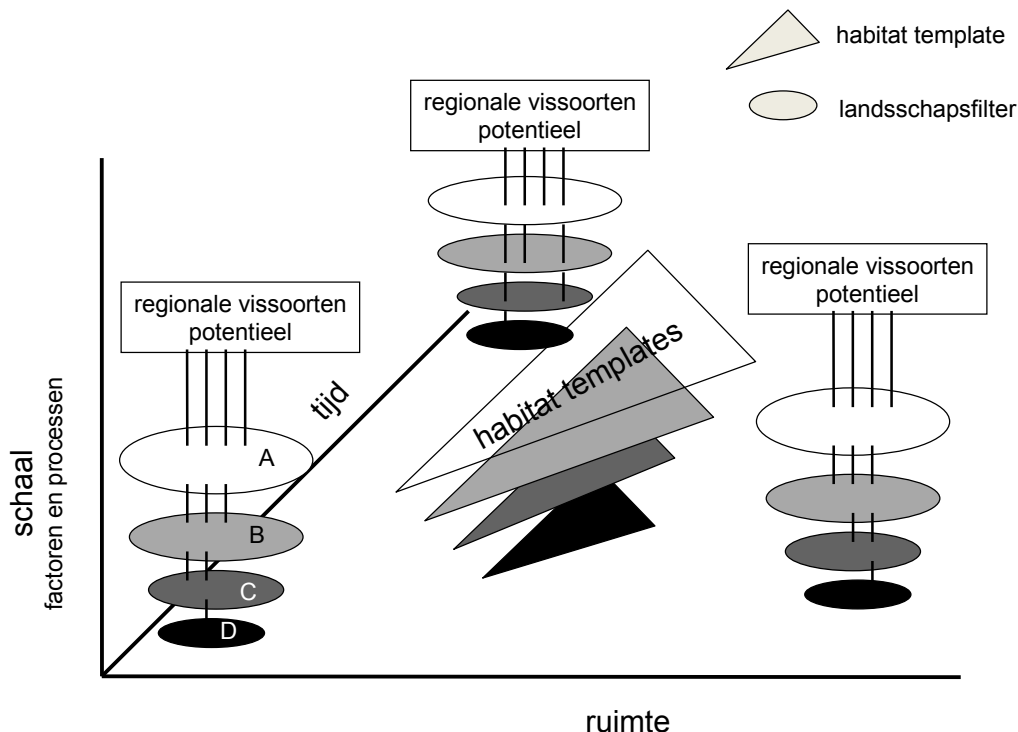 habitat template
landsschapsfilter
regionale vissoorten
potentieel
regionale vissoorten
potentieel
regionale vissoorten
potentieel
tijd
habitat templates
A
B
C
D
schaal
factoren en processen
ruimte